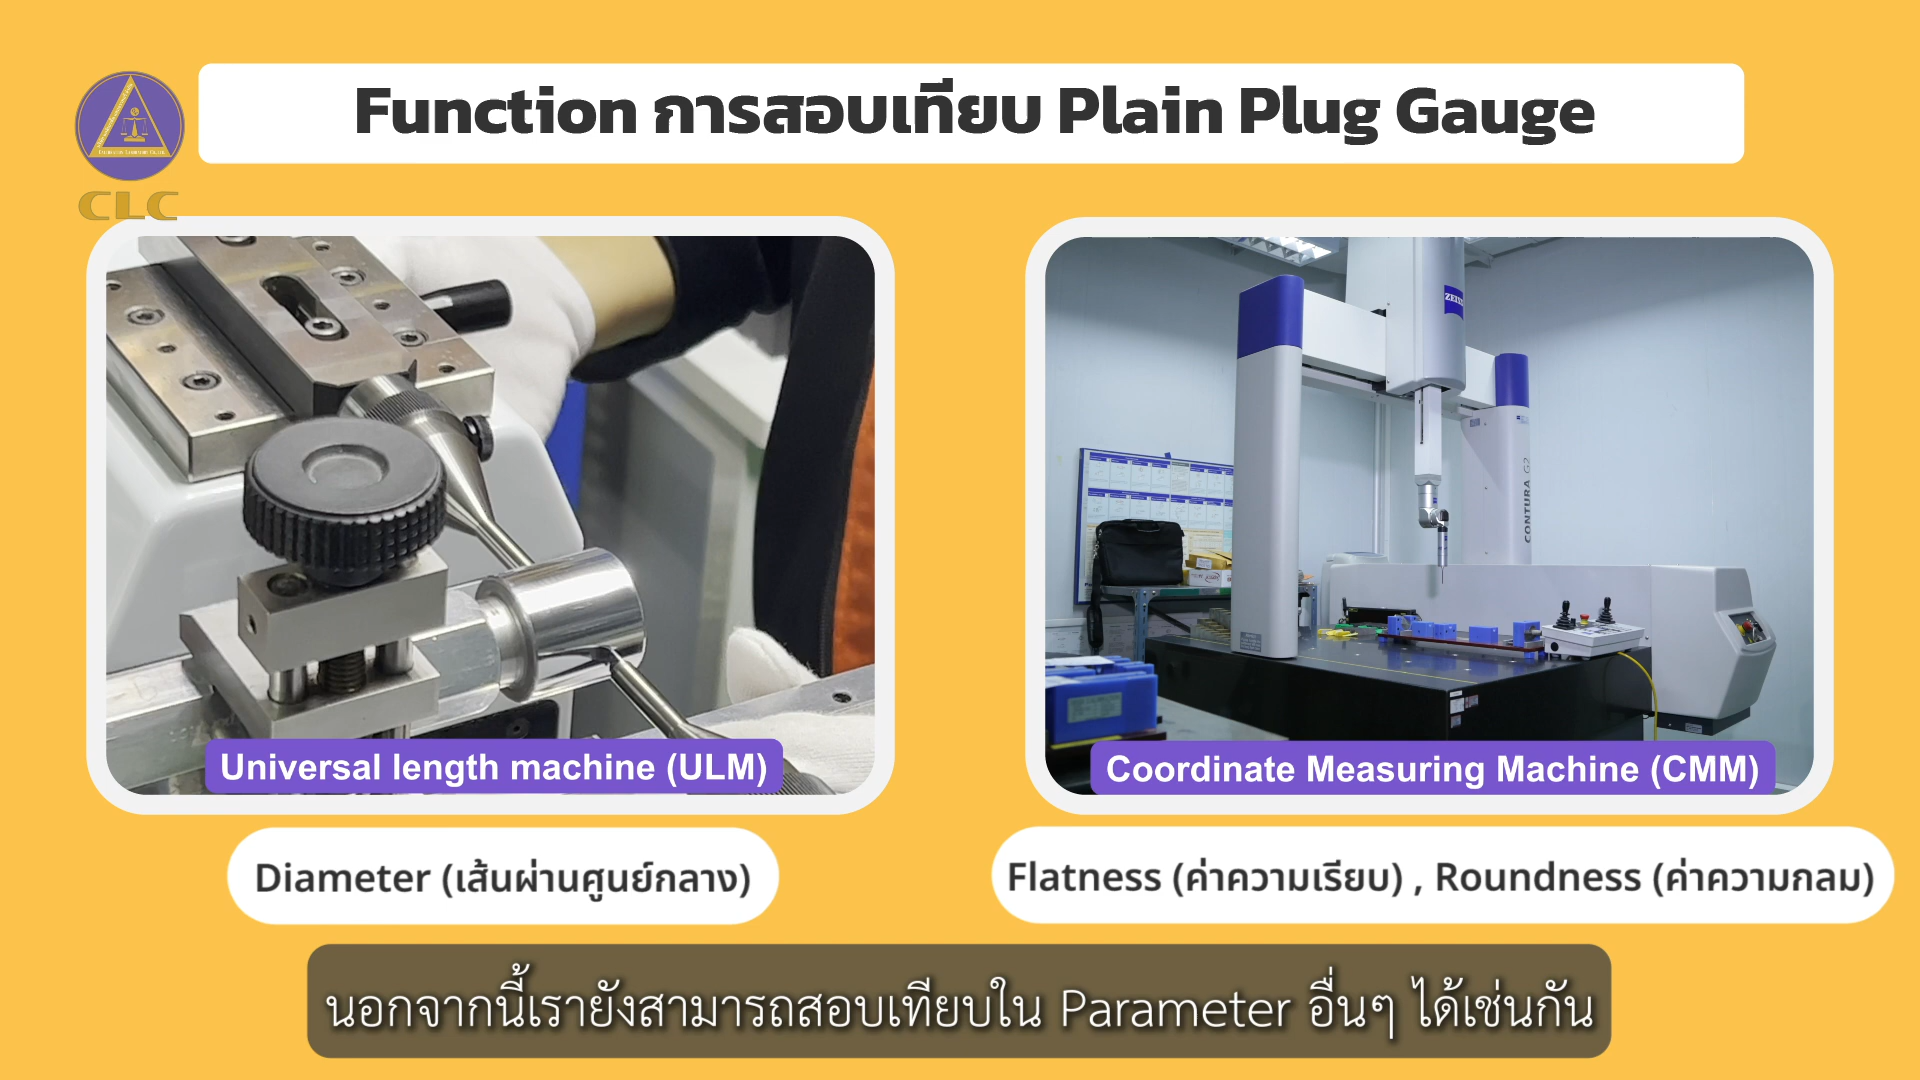 Function การสอบเทียบ Plain Plug Gauge
CLC
ZEISS
CONTURA G2
Universal length machine (ULM)
Coordinate Measuring Machine (CMM)
Diameter (เส้นผ่านศูนย์กลาง)
Flatness (ค่าความเรียบ) , Roundness (ค่าความกลม)
นอกจากนี้เรายังสามารถสอบเทียบใน Parameter อื่นๆ ได้เช่นกัน